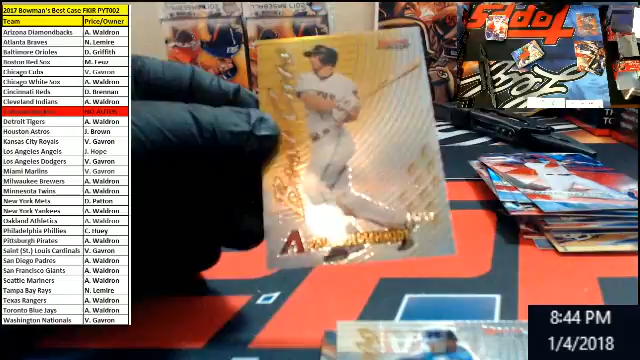 2017 Bowman's Best Case FKIR PYT002
Team Price/Owner
Arizona Diamondbacks A. Waldron
Atlanta Braves N. Lemire
Baltimore Orioles D. Griffith
Boston Red Sox M. Feuz
Chicago Cubs V. Gavron
Chicago White Sox A. Waldron
Cincinnati Reds D. Brennan
Cleveland Indians A. Waldron
NO AUTOS
Detroit Tigers A. Waldron
Houston Astros J. Brown
Kansas City Royals V. Gavron
Los Angeles Angels J. Hope
Los Angeles Dodgers V. Gavron
Miami Marlins V. Gavron
Milwaukee Brewers A. Waldron
Minnesota Twins A. Waldron
New York Mets D. Patton
New York Yankees A. Waldron
Oakland Athletics A. Waldron
Philadelphia Phillies C. Huey
Pittsburgh Pirates A. Waldron
Saint (St.) Louis Cardinals V. Gavron
San Diego Padres A. Waldron
San Francisco Giants A. Waldron
Seattle Mariners A. Waldron
Tampa Bay Rays N. Lemire
Texas Rangers A. Waldron
Toronto Blue Jays A. Waldron
Washington Nationals V. Gavron
Topps
8:44 PM
1/4/2018